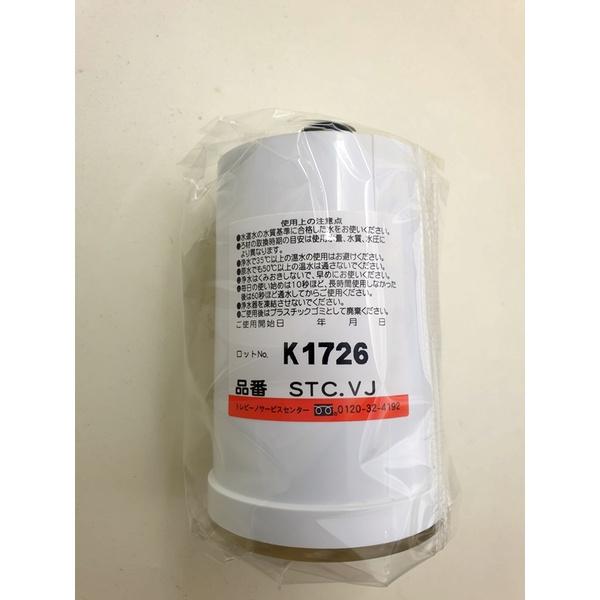 使用上の注意点
●水道水の水質基準に合格した水をお使いください。
●ろ材の取換時期の目安は使用水量、水質、水圧に
より異なります。
●浄水で35℃以上の温水の使用はお避けください。
●原水でも50℃以上の温水は通さないでください。
●浄水はくみおきしないで、早めにお使いください。
●毎日の使い始めは10秒ほど、長時間使用しなかった
後は60秒ほど通水してからご使用ください。
●浄水器を凍結させないでください。
●ご使用後はプラスチックゴミとして廃棄ください。
ご使用開始日 年 月 日
ロットNo. K1726
品番 STC.VJ
トレビーノサービスセンター 0120-32-4192